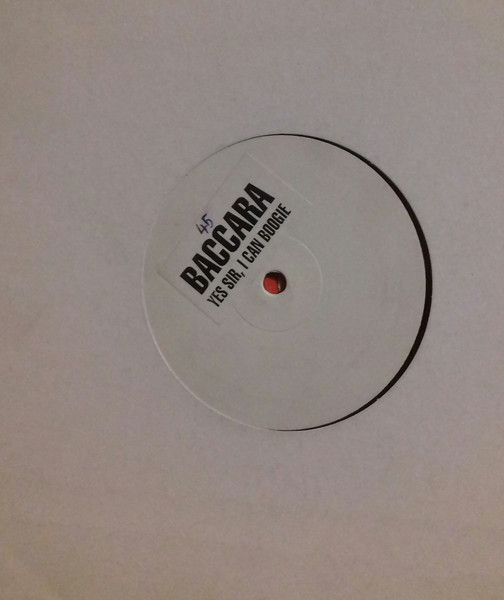 45
BACCARA
YES SIR, I CAN BOOGIE